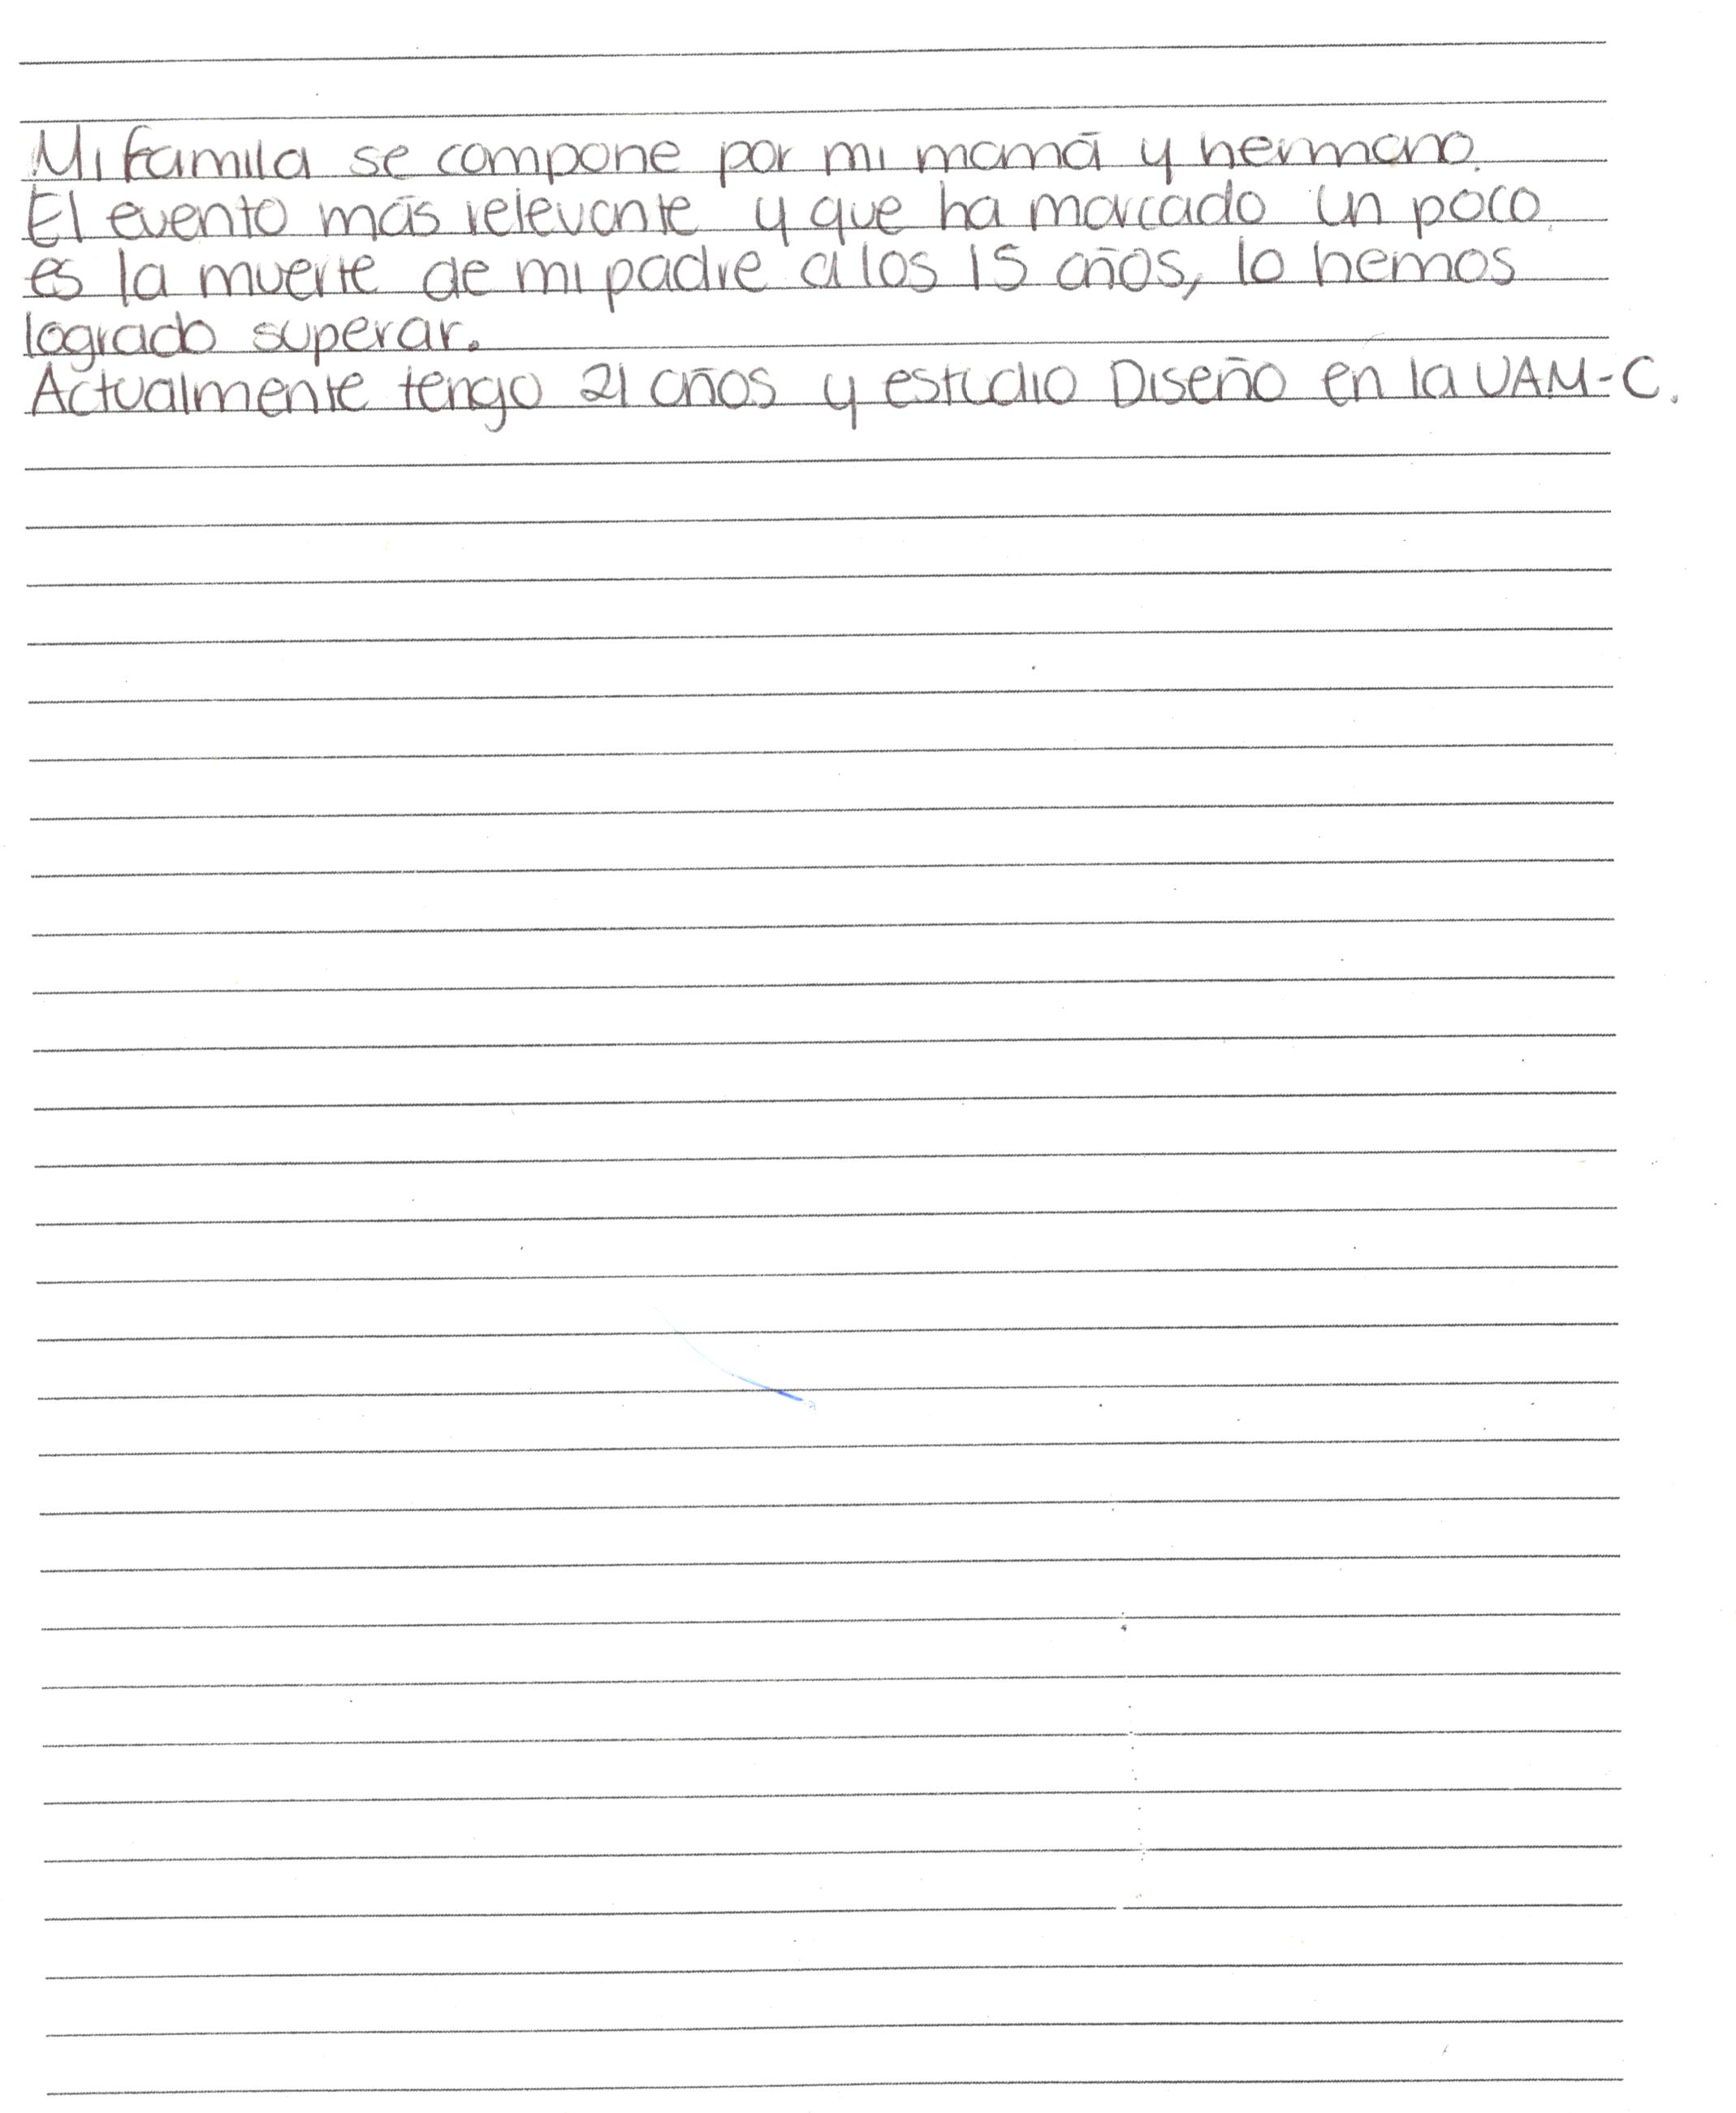 Mi familia se compone por mi mamá y hermano.
El evento más relevante y que ha marcado un poco
es la muerte de mi padre a los 15 años, lo hemos
logrado superar.
Actualmente tengo 21 años y estudio Diseño en la UAM-C.